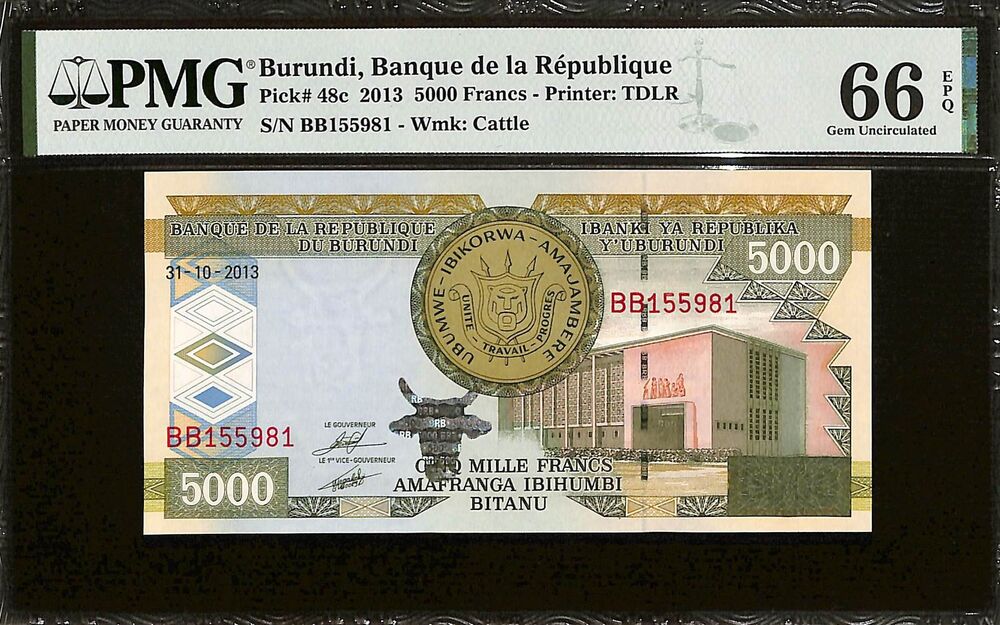 PMG®
PAPER MONEY GUARANTY
Burundi, Banque de la République
Pick# 48c 2013 5000 Francs - Printer: TDLR
S/N BB155981 - Wmk: Cattle
66
EPQ
Gem Uncirculated
BANQUE DE LA REPUBLIQUE
DU BURUNDI
IBANKI YA REPUBLIKA
Y'UBURUNDI
5000
31-10-2013
UBUMWE-IBIKORWA-AMAJAMBERE
UNITE - TRAVAIL - PROGRES
BB155981
BB155981
LE GOUVERNEUR
LE 1er VICE-GOUVERNEUR
BRB
5000
MILLE FRANCS
AMAFRANGA IBIHUMBI
BITANU